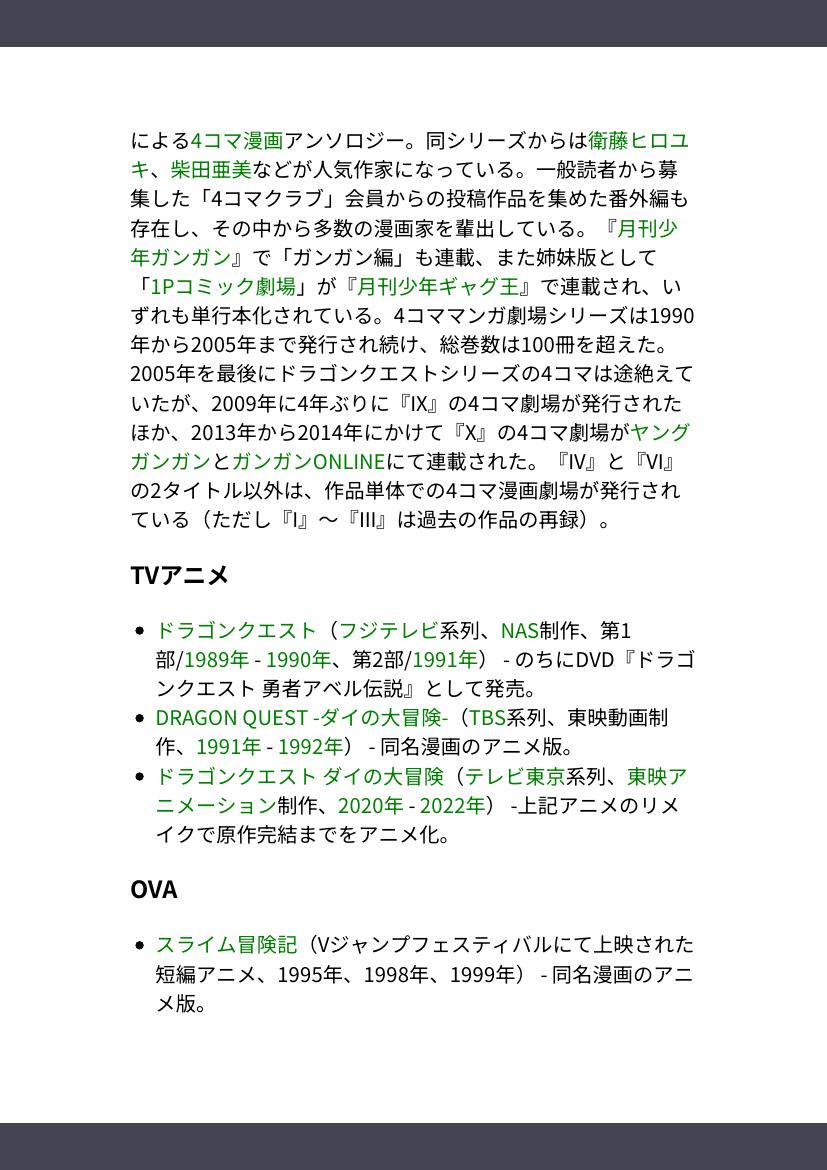 による4コマ漫画アンソロジー。同シリーズからは衛藤ヒロユ
キ、柴田亜美などが人気作家になっている。一般読者から募
集した「4コマクラブ」会員からの投稿作品を集めた番外編も
存在し、その中から多数の漫画家を輩出している。『月刊少
年ガンガン』で「ガンガン編」も連載、また姉妹版として
「1Pコミック劇場」が『月刊少年ギャグ王』で連載され、い
ずれも単行本化されている。4コママンガ劇場シリーズは1990
年から2005年まで発行され続け、総巻数は100冊を超えた。
2005年を最後にドラゴンクエストシリーズの4コマは途絶えて
いたが、2009年に4年ぶりに『IX』の4コマ劇場が発行された
ほか、2013年から2014年にかけて『X』の4コマ劇場がヤング
ガンガンとガンガンONLINEにて連載された。『IV』と『VI』
の2タイトル以外は、作品単体での4コマ漫画劇場が発行され
ている（ただし『I』〜『III』は過去の作品の再録）。
TVアニメ
• ドラゴンクエスト（フジテレビ系列、NAS制作、第1
部/1989年 - 1990年、第2部/1991年） - のちにDVD『ドラゴ
ンクエスト 勇者アベル伝説』として発売。
• DRAGON QUEST -ダイの大冒険-（TBS系列、東映動画制
作、1991年 - 1992年） - 同名漫画のアニメ版。
• ドラゴンクエスト ダイの大冒険（テレビ東京系列、東映ア
ニメーション制作、2020年 - 2022年） -上記アニメのリメ
イクで原作完結までをアニメ化。
OVA
• スライム冒険記（Vジャンプフェスティバルにて上映された
短編アニメ、1995年、1998年、1999年） - 同名漫画のアニ
メ版。